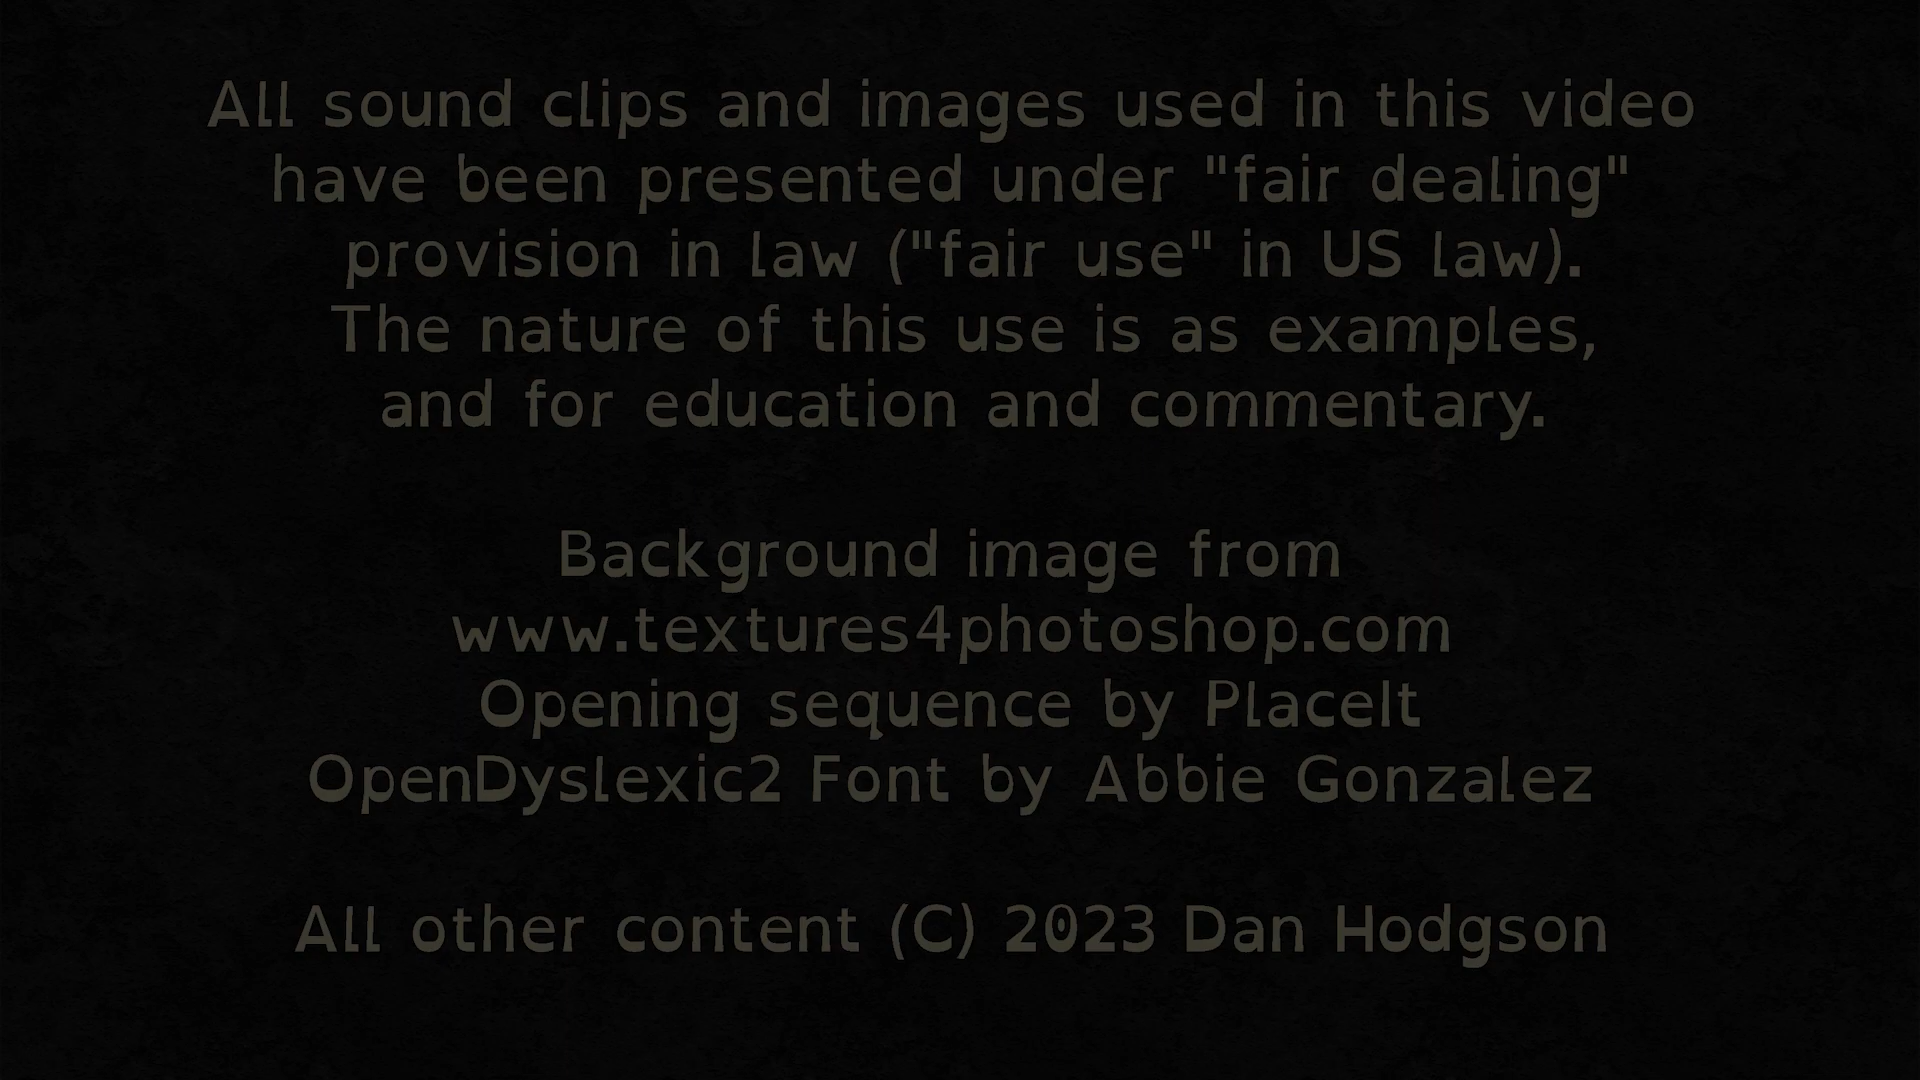 All sound clips and images used in this video
have been presented under "fair dealing"
provision in law ("fair use" in US law).
The nature of this use is as examples,
and for education and commentary.
Background image from
www.textures4photoshop.com
Opening sequence by PlaceIt
OpenDyslexic2 Font by Abbie Gonzalez
All other content (C) 2023 Dan Hodgson